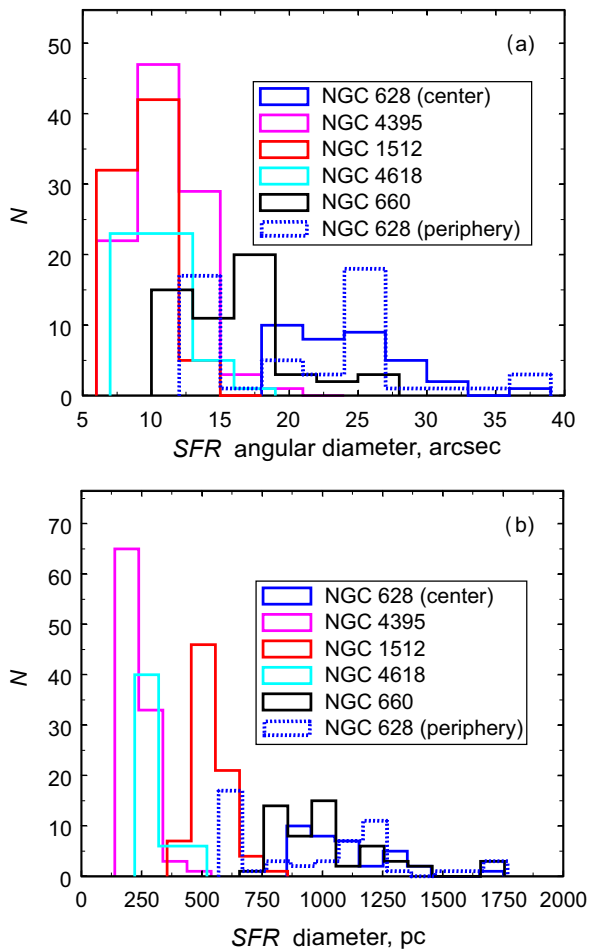 (a)
50
40
30
20
10
0
N
NGC 628 (center)
NGC 4395
NGC 1512
NGC 4618
NGC 660
NGC 628 (periphery)
5 10 15 20 25 30 35 40
SFR angular diameter, arcsec
(b)
70
60
50
40
30
20
10
0
N
NGC 628 (center)
NGC 4395
NGC 1512
NGC 4618
NGC 660
NGC 628 (periphery)
0 250 500 750 1000 1250 1500 1750 2000
SFR diameter, pc